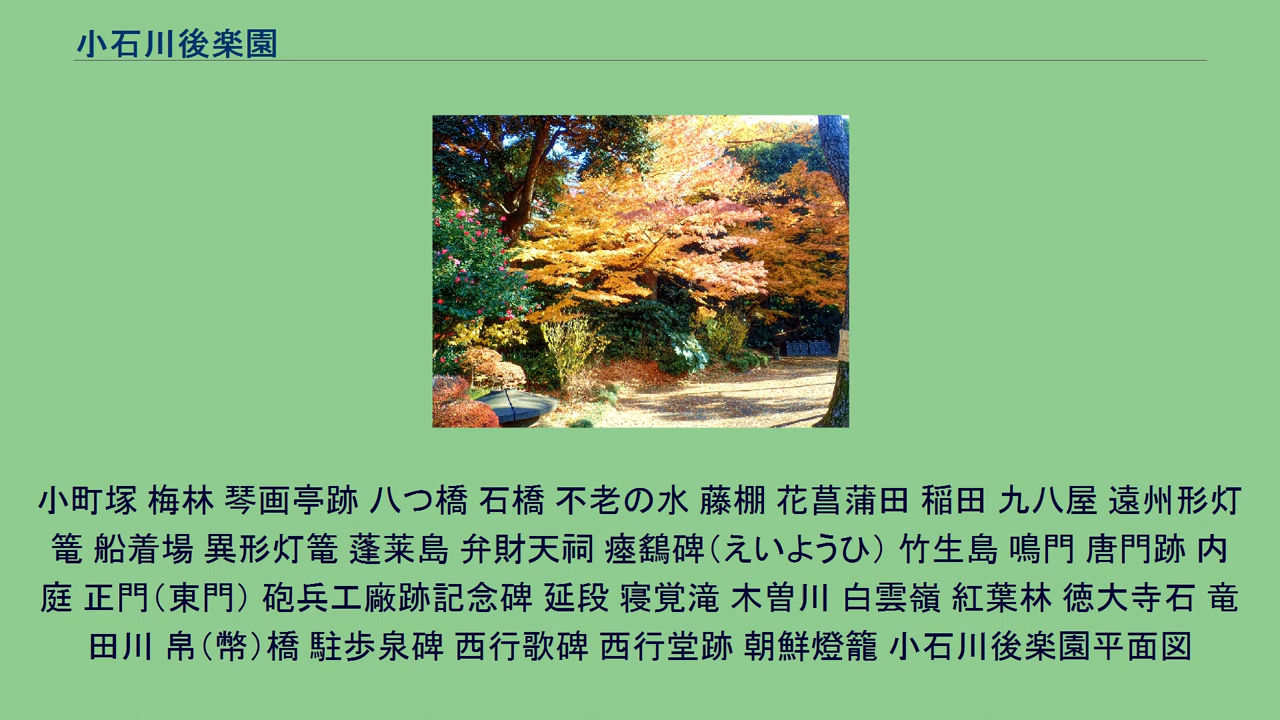 小石川後楽園
小町塚 梅林 琴画亭跡 八つ橋 石橋 不老の水 藤棚 花菖蒲田 稲田 九八屋 遠州形灯
篭 船着場 異形灯篭 蓬莱島 弁財天祠 瘞鷂碑（えいようひ） 竹生島 鳴門 唐門跡 内
庭 正門（東門） 砲兵工廠跡記念碑 延段 寝覚滝 木曽川 白雲嶺 紅葉林 徳大寺石 竜
田川 帛（幣）橋 駐歩泉碑 西行歌碑 西行堂跡 朝鮮燈籠 小石川後楽園平面図